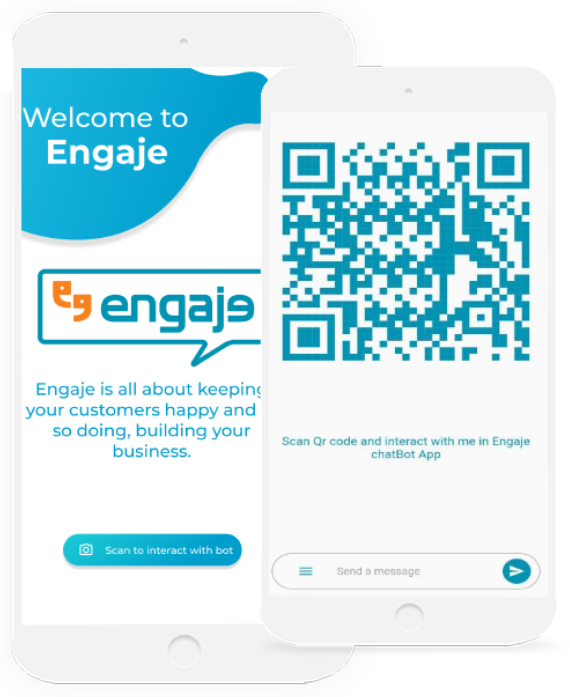 Welcome to
Engaje
engaje
Engaje is all about keeping
your customers happy and
so doing, building your
business.
Scan to interact with bot
Scan Qr code and interact with me in Engaje
chatBot App
Send a message